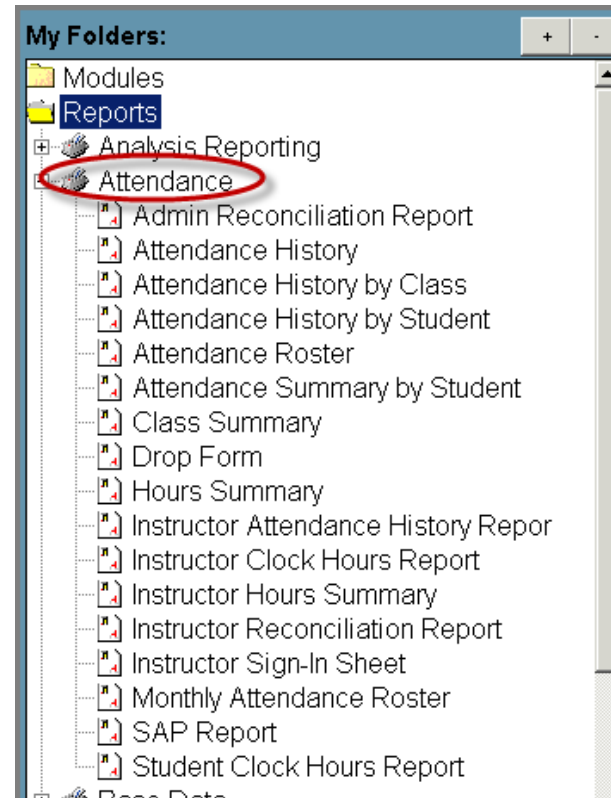 My Folders:
+ -
Modules
Reports
Analysis Reporting
Attendance
Admin Reconciliation Report
Attendance History
Attendance History by Class
Attendance History by Student
Attendance Roster
Attendance Summary by Student
Class Summary
Drop Form
Hours Summary
Instructor Attendance History Repor
Instructor Clock Hours Report
Instructor Hours Summary
Instructor Reconciliation Report
Instructor Sign-In Sheet
Monthly Attendance Roster
SAP Report
Student Clock Hours Report
Base Data